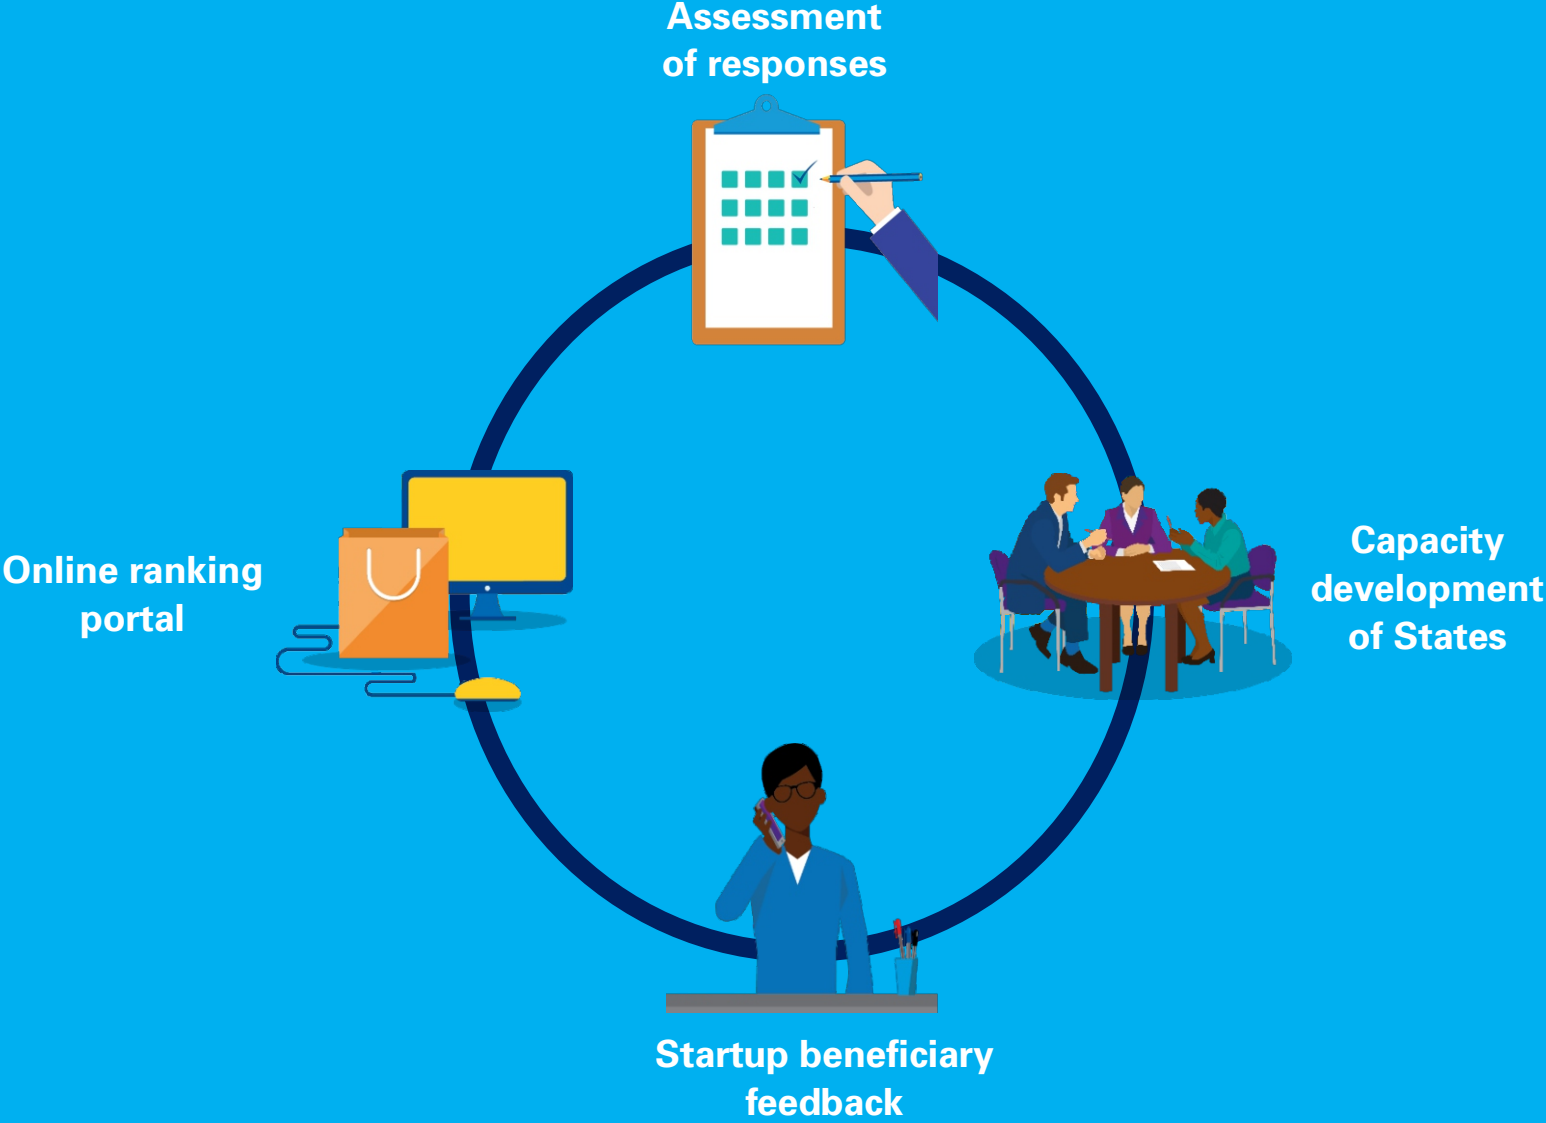 Assessment
of responses
Online ranking
portal
Capacity
development
of States
Startup beneficiary
feedback